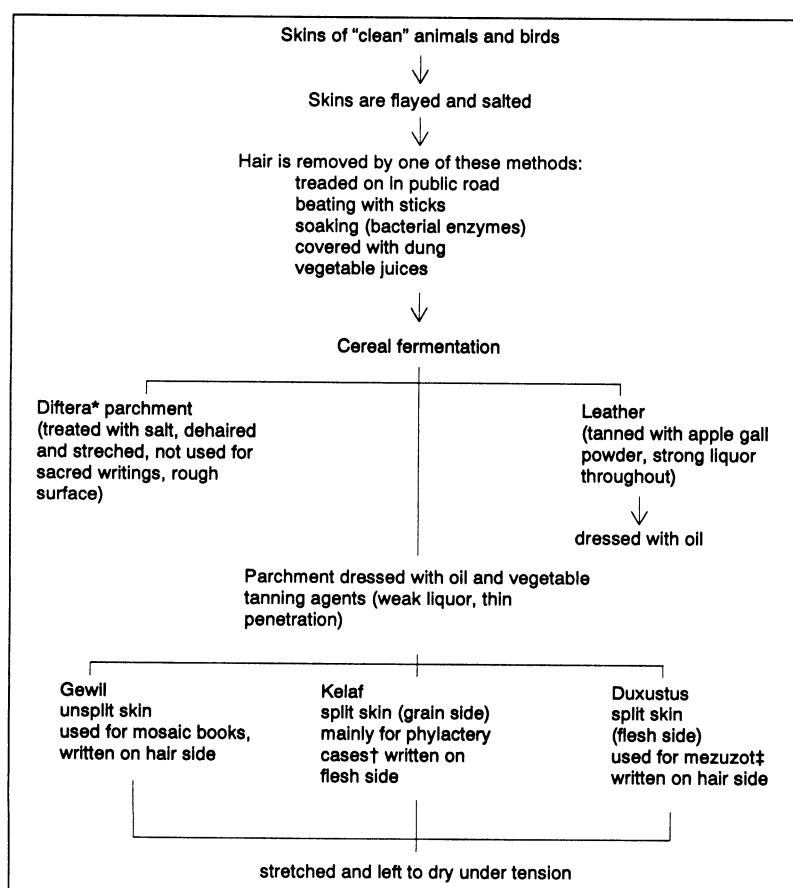 Skins of “clean” animals and birds
Skins are flayed and salted
Hair is removed by one of these methods:
treaded on in public road
beating with sticks
soaking (bacterial enzymes)
covered with dung
vegetable juices
Cereal fermentation
Diftera* parchment
(treated with salt, dehaired
and streched, not used for
sacred writings, rough
surface)
Leather
(tanned with apple gall
powder, strong liquor
throughout)
dressed with oil
Parchment dressed with oil and vegetable
tanning agents (weak liquor, thin
penetration)
Gewil
unsplit skin
used for mosaic books,
written on hair side
Kelaf
split skin (grain side)
mainly for phylactery
cases† written on
flesh side
Duxustus
split skin
(flesh side)
used for mezuzot‡
written on hair side
stretched and left to dry under tension